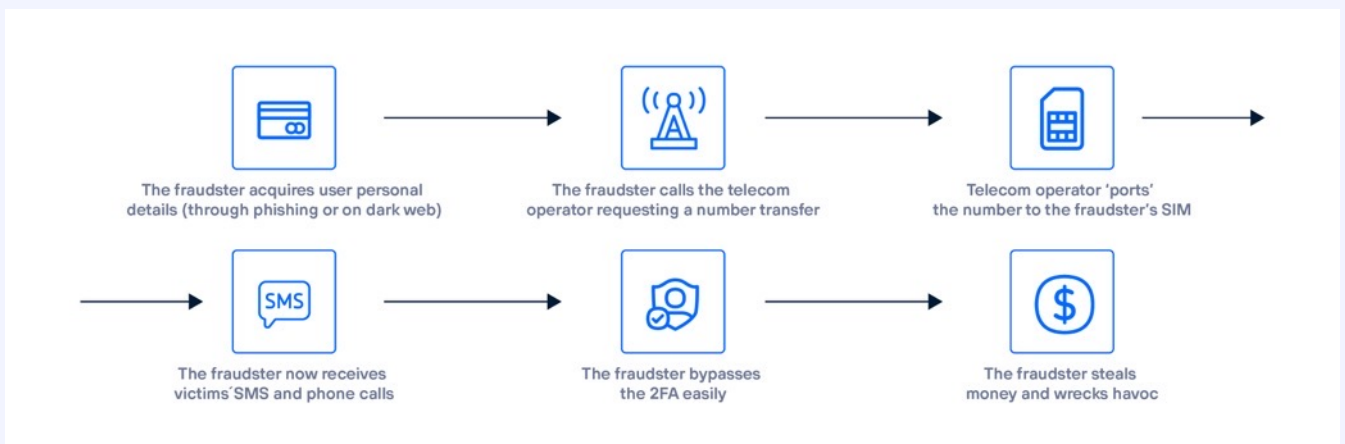 The fraudster acquires user personal
details (through phishing or on dark web)
The fraudster calls the telecom
operator requesting a number transfer
Telecom operator ‘ports’
the number to the fraudster’s SIM
SMS
The fraudster now receives
victims´SMS and phone calls
The fraudster bypasses
the 2FA easily
$
The fraudster steals
money and wrecks havoc